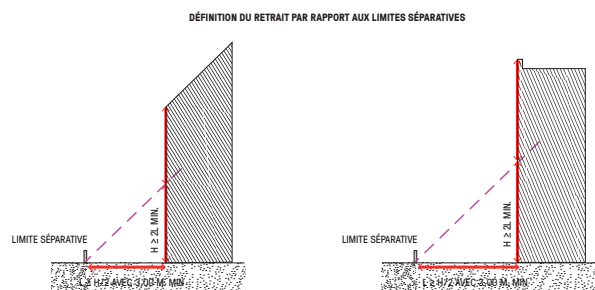 DÉFINITION DU RETRAIT PAR RAPPORT AUX LIMITES SÉPARATIVES
LIMITE SÉPARATIVE
H ≥ 2L MIN.
L ≥ H/2 AVEC 3,00 M. MIN.
LIMITE SÉPARATIVE
H ≥ 2L MIN.
L ≥ H/2 AVEC 3,00 M. MIN.